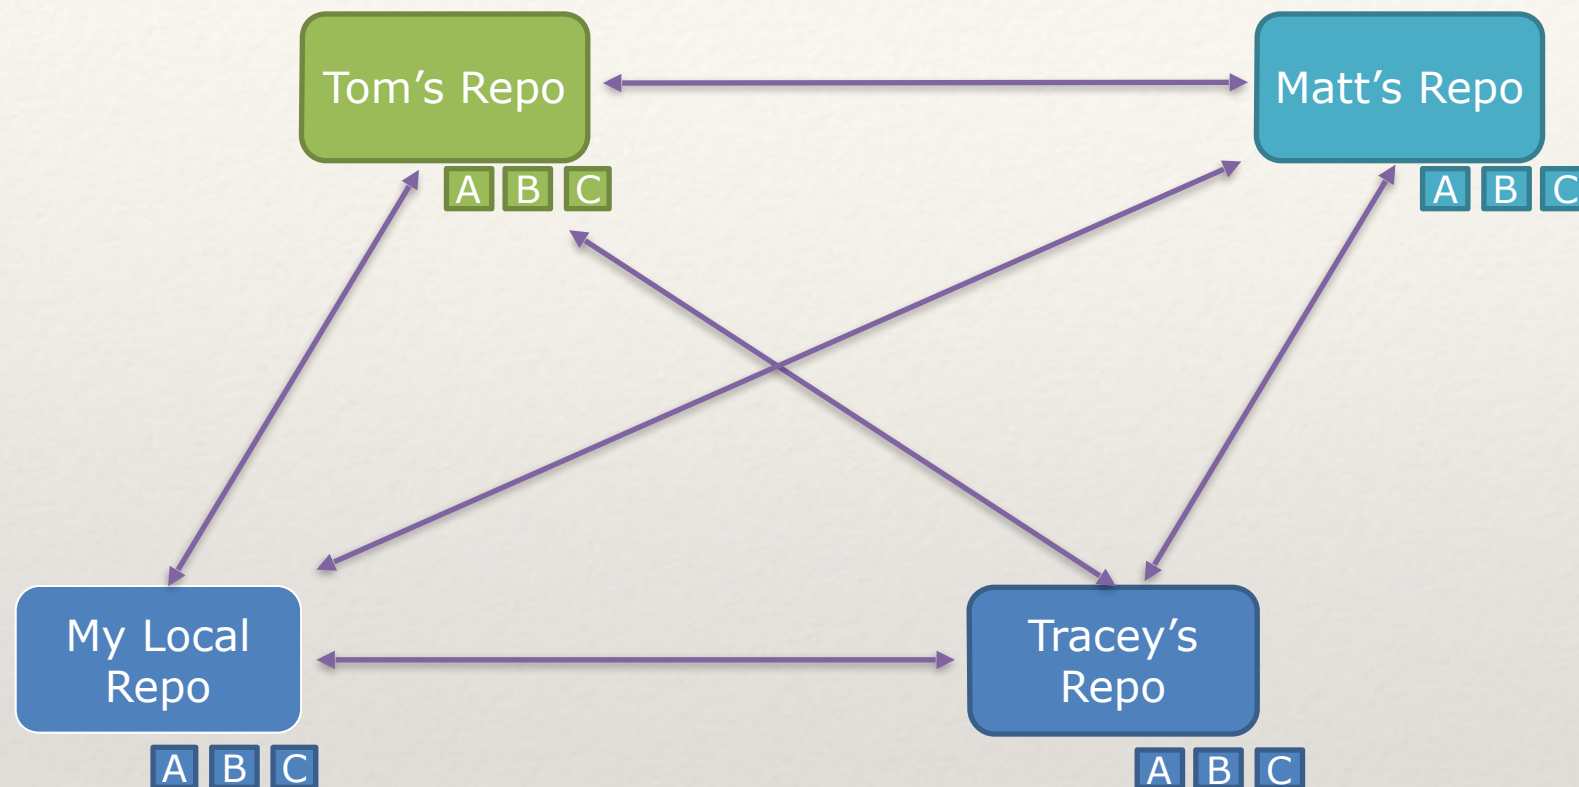 Tom’s Repo
Matt’s Repo
A B C
A B C
My Local
Repo
Tracey’s
Repo
A B C
A B C